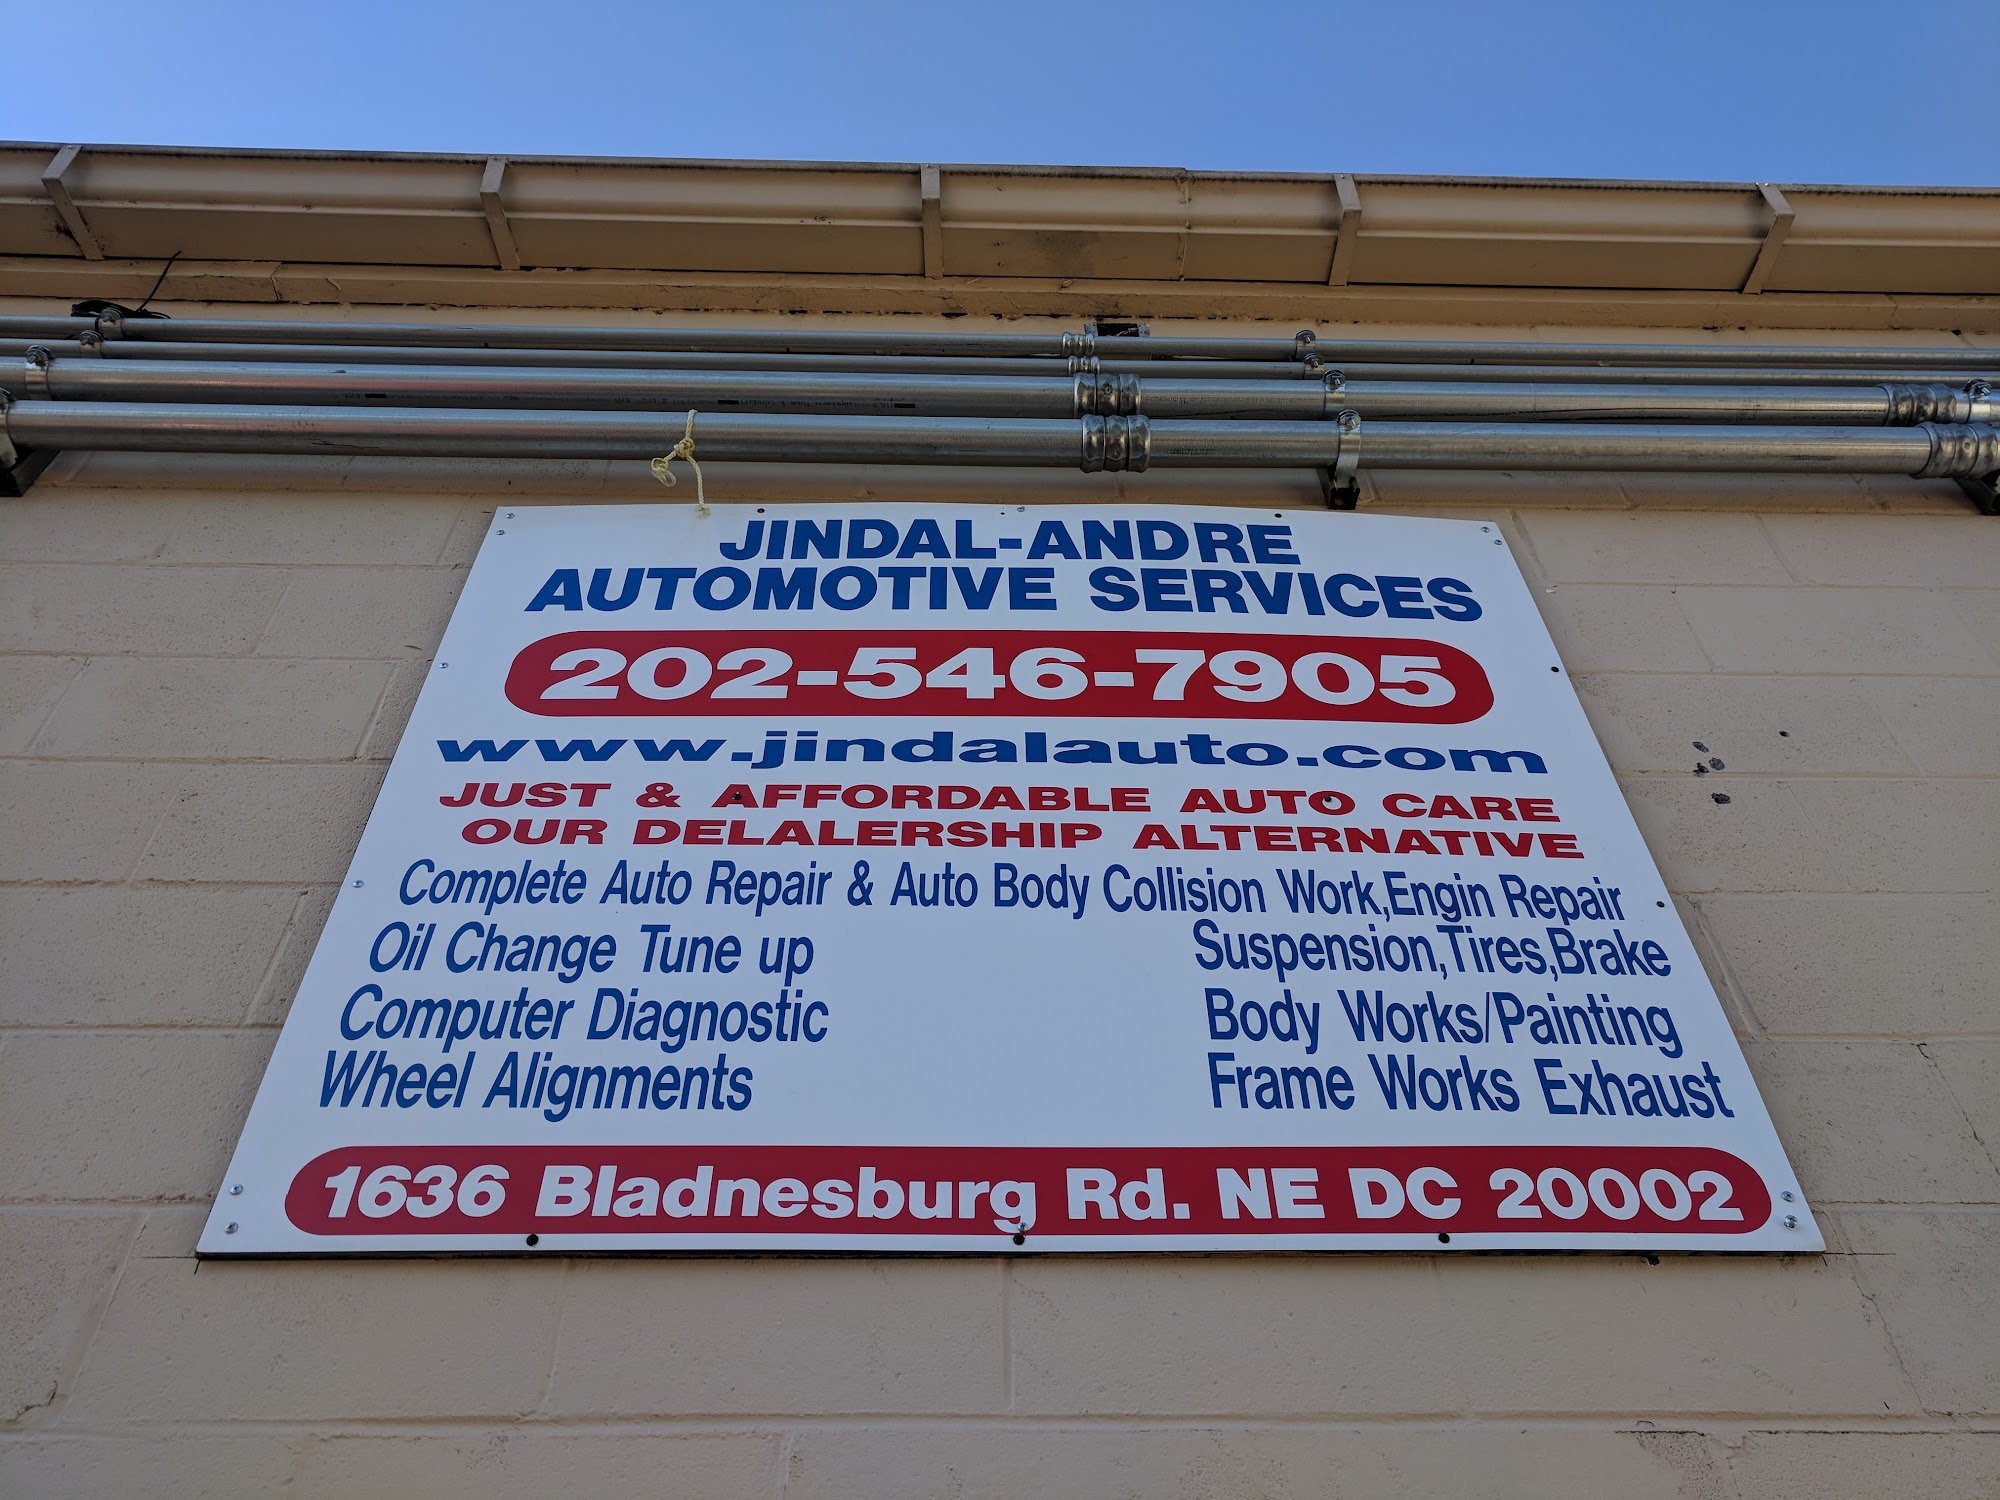 JINDAL-ANDRE
AUTOMOTIVE SERVICES
202-546-7905
www.jindalauto.com
JUST & AFFORDABLE AUTO CARE
OUR DELALERSHIP ALTERNATIVE
Complete Auto Repair & Auto Body Collision Work,Engin Repair
Oil Change Tune up
Suspension,Tires,Brake
Computer Diagnostic
Body Works/Painting
Wheel Alignments
Frame Works Exhaust
1636 Bladnesburg Rd. NE DC 20002